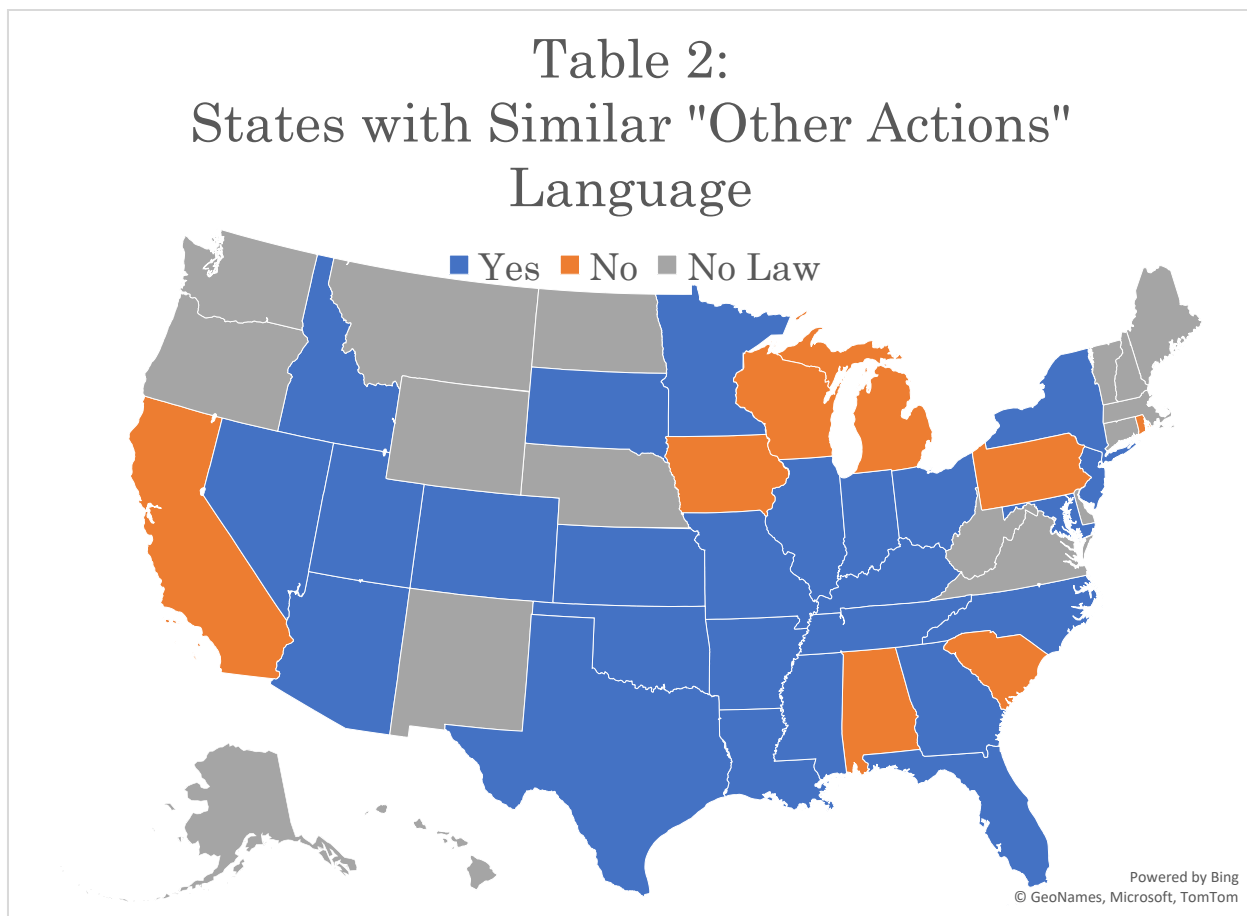 Table 2:
States with Similar "Other Actions"
Language
Yes No No Law
Powered by Bing
© GeoNames, Microsoft, TomTom